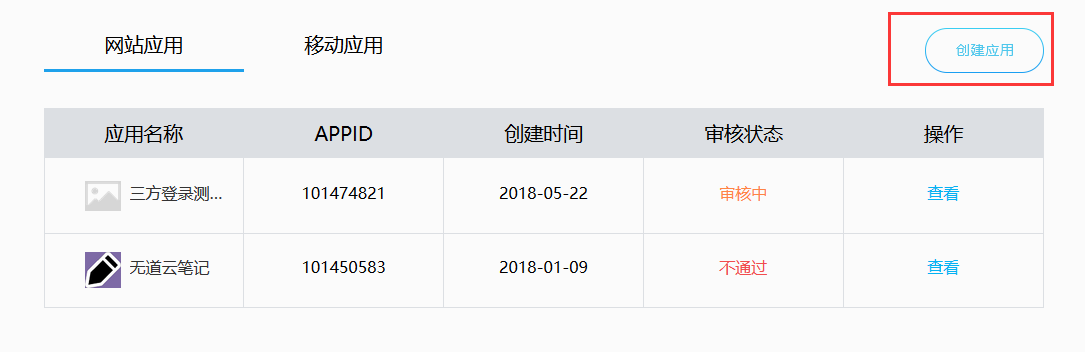 网站应用 移动应用 创建应用
应用名称 APPID 创建时间 审核状态 操作
三方登录测... 101474821 2018-05-22 审核中 查看
无道云笔记 101450583 2018-01-09 不通过 查看